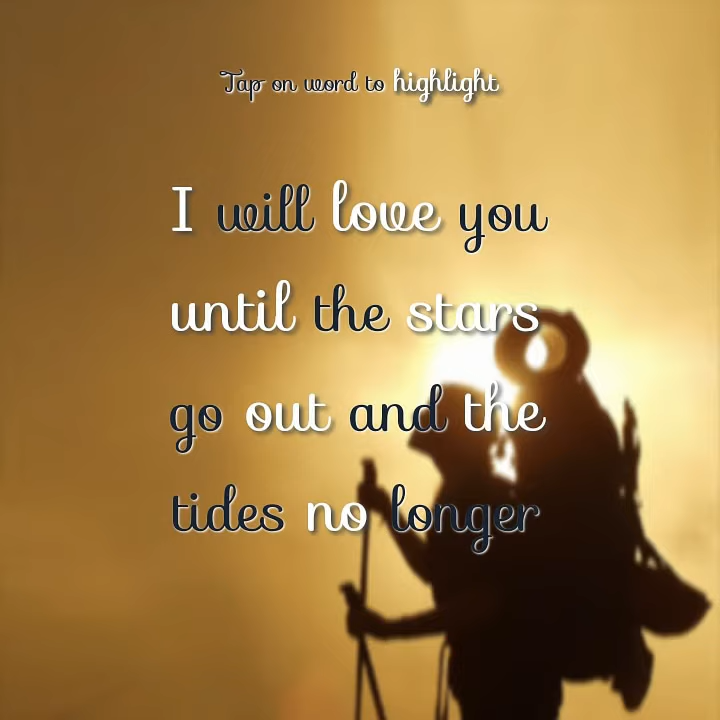 Tap on word to highlight
I will love you
until the stars
go out and the
tides no longer